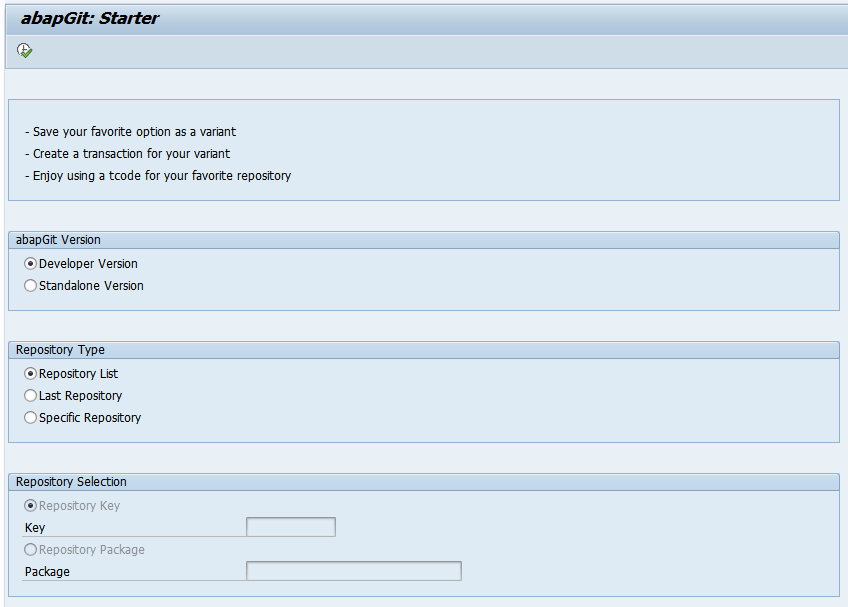 abapGit: Starter
- Save your favorite option as a variant
- Create a transaction for your variant
- Enjoy using a tcode for your favorite repository
abapGit Version
Developer Version
Standalone Version
Repository Type
Repository List
Last Repository
Specific Repository
Repository Selection
Repository Key
Key
Repository Package
Package